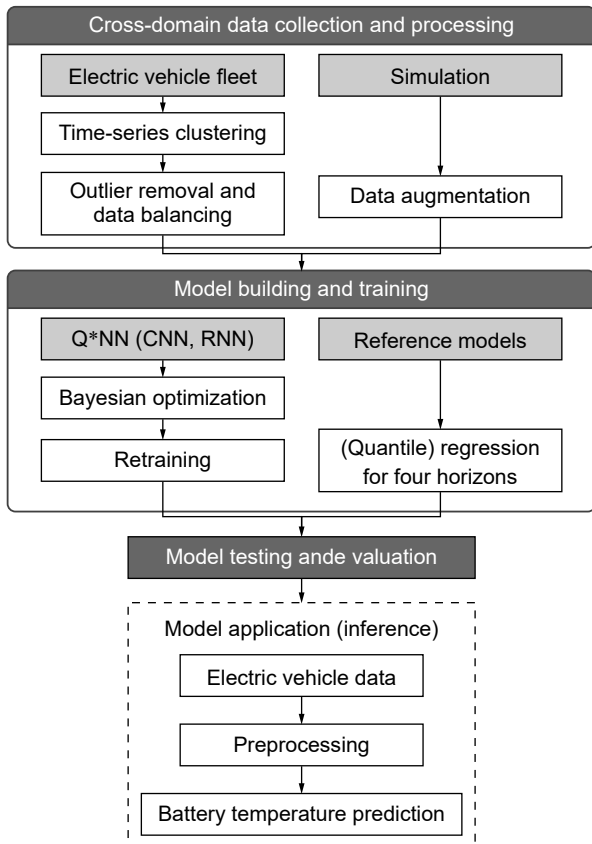 Cross-domain data collection and processing
Electric vehicle fleet
Simulation
Time-series clustering
Outlier removal and
data balancing
Data augmentation
Model building and training
Q*NN (CNN, RNN)
Reference models
Bayesian optimization
Retraining
(Quantile) regression
for four horizons
Model testing ande valuation
Model application (inference)
Electric vehicle data
Preprocessing
Battery temperature prediction